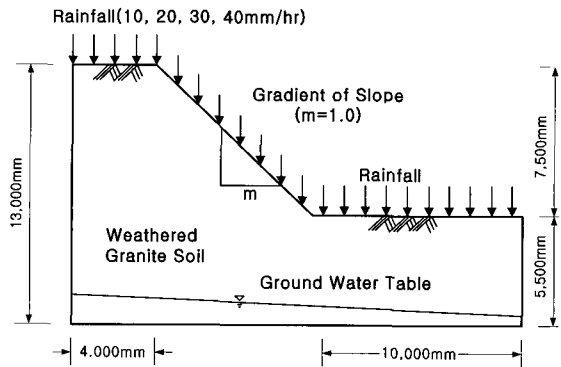 Rainfall(10, 20, 30, 40mm/hr)
Gradient of Slope
(m=1.0)
Rainfall
m
7,500mm
13,000mm
Weathered
Granite Soil
Ground Water Table
5,500mm
4.000mm
10,000mm